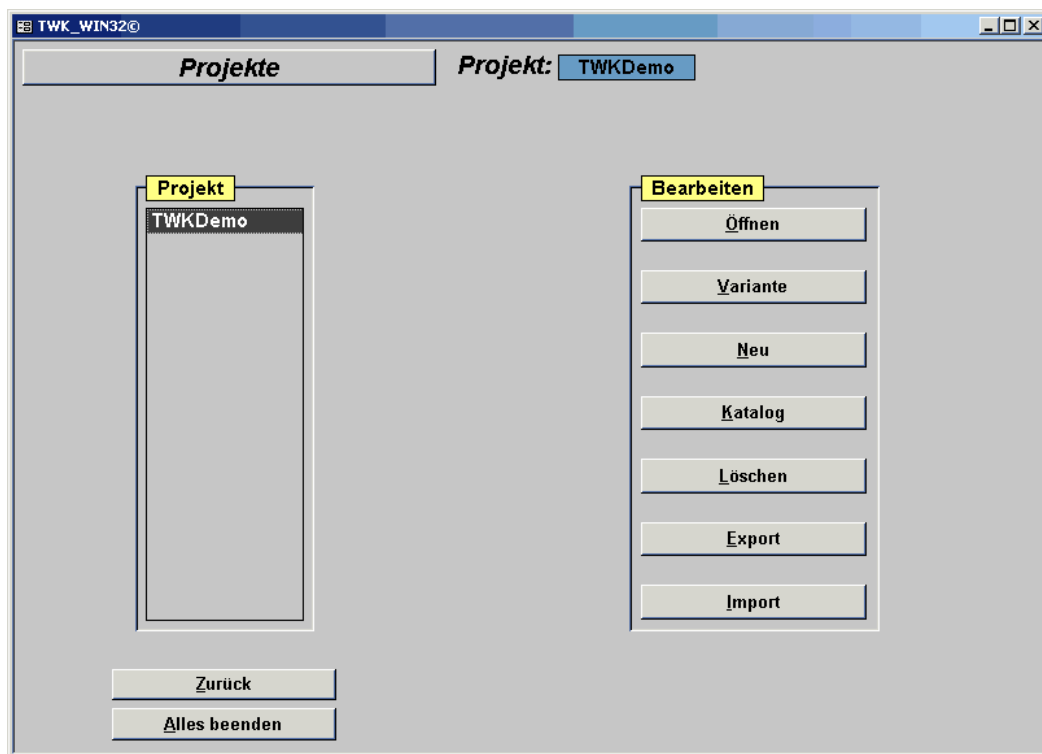 TWK_WIN32©
Projekte
Projekt: TWKDemo
Projekt
TWKDemo
Bearbeiten
Öffnen
Variante
Neu
Katalog
Löschen
Export
Import
Zurück
Alles beenden